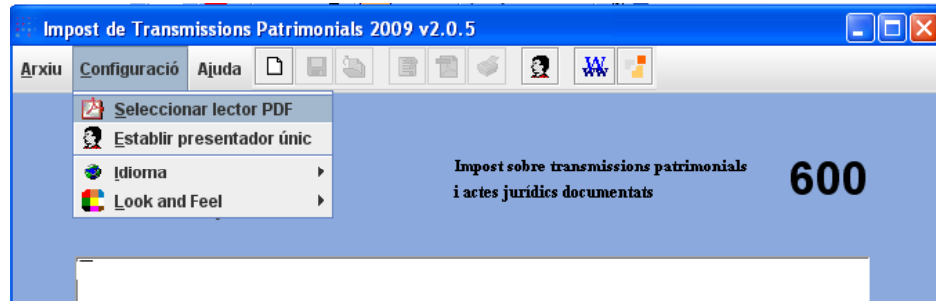 Impost de Transmissions Patrimonials 2009 v2.0.5
Arxiu Configuració Ajuda
Seleccionar lector PDF
Establir presentador únic
Idioma
Look and Feel
Impost sobre transmissions patrimonials
i actes jurídics documentats
600